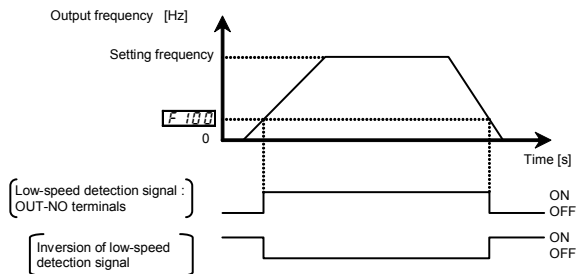 Output frequency [Hz]
Setting frequency
F 100
0
Time [s]
Low-speed detection signal :
OUT-NO terminals
ON
OFF
Inversion of low-speed
detection signal
ON
OFF